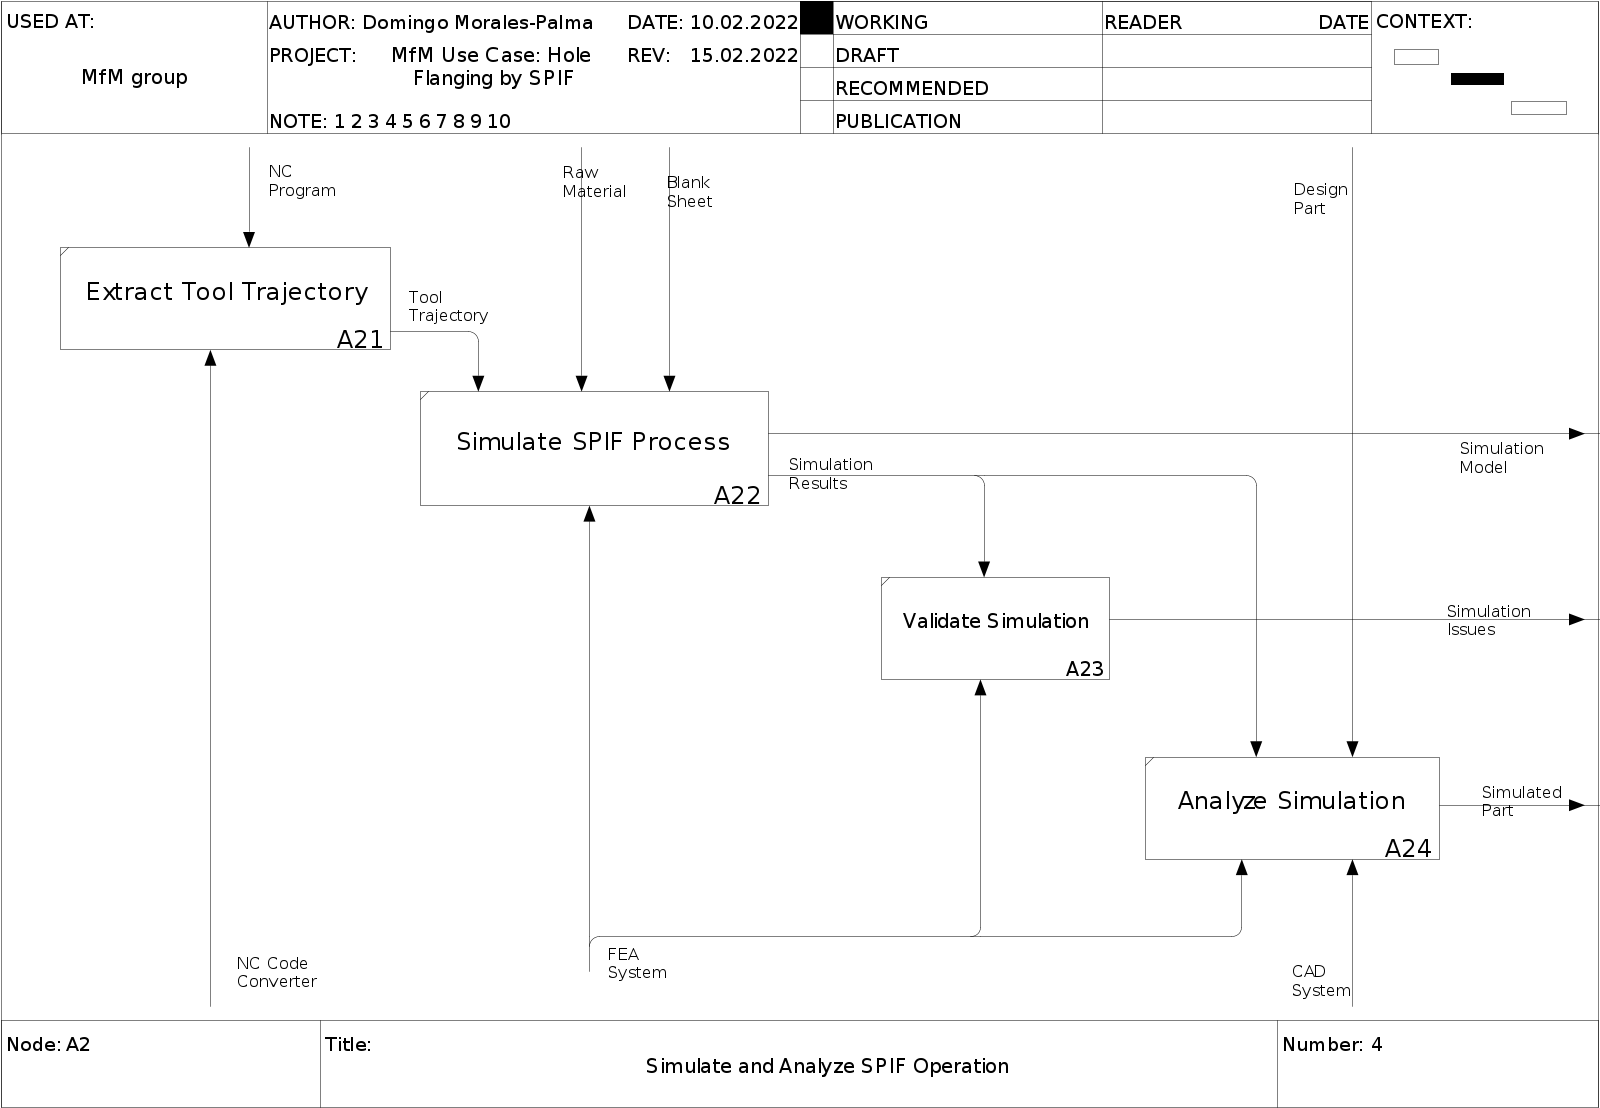 USED AT:
MfM group
AUTHOR: Domingo Morales-Palma
DATE: 10.02.2022
PROJECT: MfM Use Case: Hole
Flanging by SPIF
REV: 15.02.2022
NOTE: 1 2 3 4 5 6 7 8 9 10
WORKING
DRAFT
RECOMMENDED
PUBLICATION
READER
DATE
CONTEXT:
NC
Program
Raw
Material
Blank
Sheet
Design
Part
Extract Tool Trajectory
A21
Tool
Trajectory
Simulate SPIF Process
A22
Simulation
Model
Simulation
Results
Validate Simulation
A23
Simulation
Issues
Analyze Simulation
A24
Simulated
Part
NC Code
Converter
FEA
System
CAD
System
Node: A2
Title:
Simulate and Analyze SPIF Operation
Number: 4